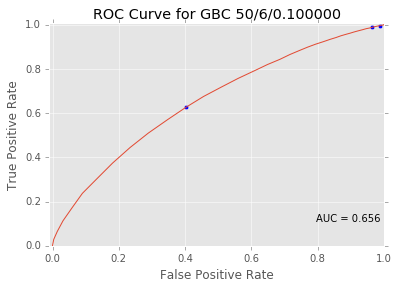 ROC Curve for GBC 50/6/0.100000
1.0
0.8
0.6
0.4
0.2
0.0
True Positive Rate
AUC = 0.656
0.0 0.2 0.4 0.6 0.8 1.0
False Positive Rate